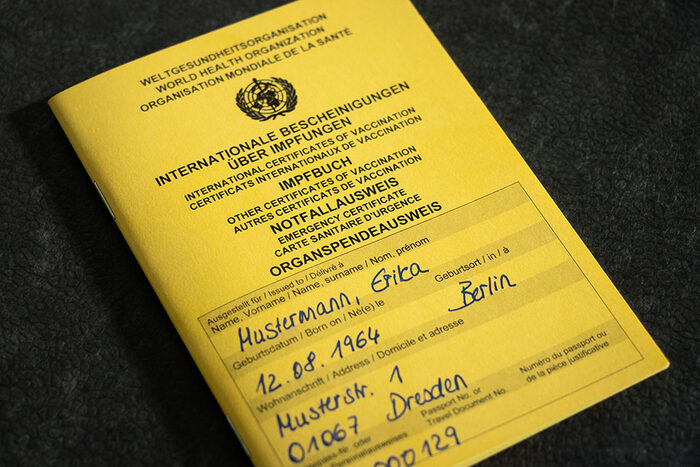 WELTGESUNDHEITSORGANISATION
WORLD HEALTH ORGANIZATION
ORGANISATION MONDIALE DE LA SANTÉ
INTERNATIONALE BESCHEINIGUNGEN
ÜBER IMPFUNGEN
INTERNATIONAL CERTIFICATES OF VACCINATION
CERTIFICATS INTERNATIONAUX DE VACCINATION
IMPFBUCH
OTHER CERTIFICATES OF VACCINATION
AUTRES CERTIFICATS DE VACCINATION
NOTFALLAUSWEIS
EMERGENCY CERTIFICATE
CARTE SANITAIRE D'URGENCE
ORGANSPENDEAUSWEIS
Ausgestellt für / Issued to / Délivré à
Name, Vorname / Name, surname / Nom, prénom
Mustermann, Erika
Geburtsdatum / Born on / Né(e) le
Geburtsort / in / à
12.08.1964
Berlin
Wohnanschrift / Address / Domicile et adresse
Musterstr. 1
01067 Dresden
Passport No. or
Travel Document No.
Numéro du passeport ou
de la pièce justificative
oder
000129